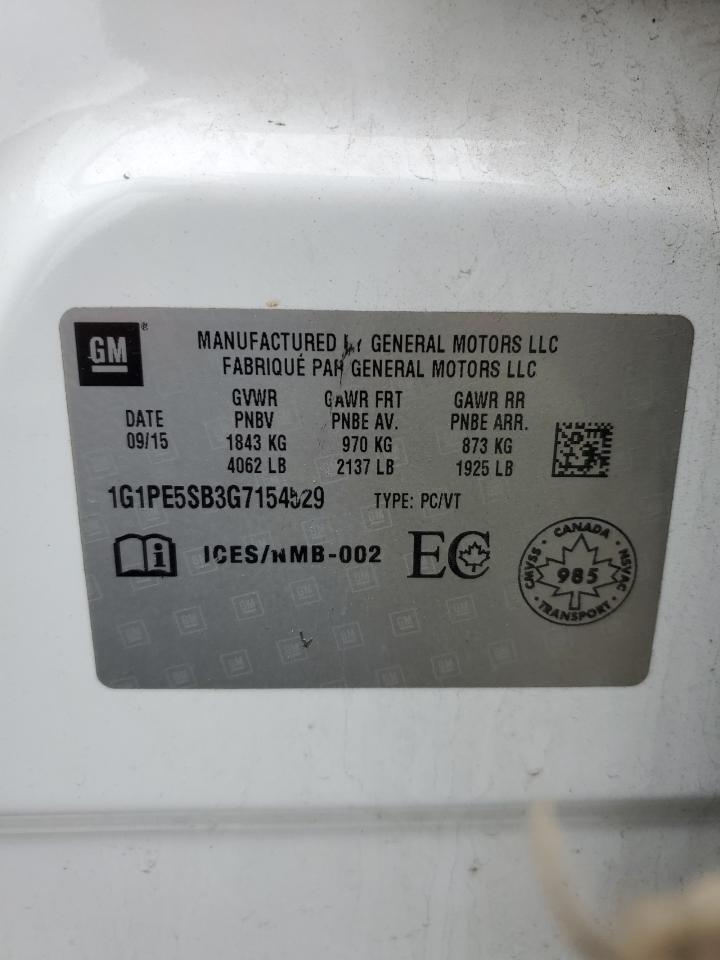 GM®
MANUFACTURED BY GENERAL MOTORS LLC
FABRIQUÉ PAR GENERAL MOTORS LLC
DATE
09/15
GVWR
PNBV
1843 KG
4062 LB
GAWR FRT
PNBE AV.
970 KG
2137 LB
GAWR RR
PNBE ARR.
873 KG
1925 LB
1G1PE5SB3G7154529
TYPE: PC/VT
i
ICES/NMB-002
EC
CANADA
CMVSS • NSVAC
985
TRANSPORT